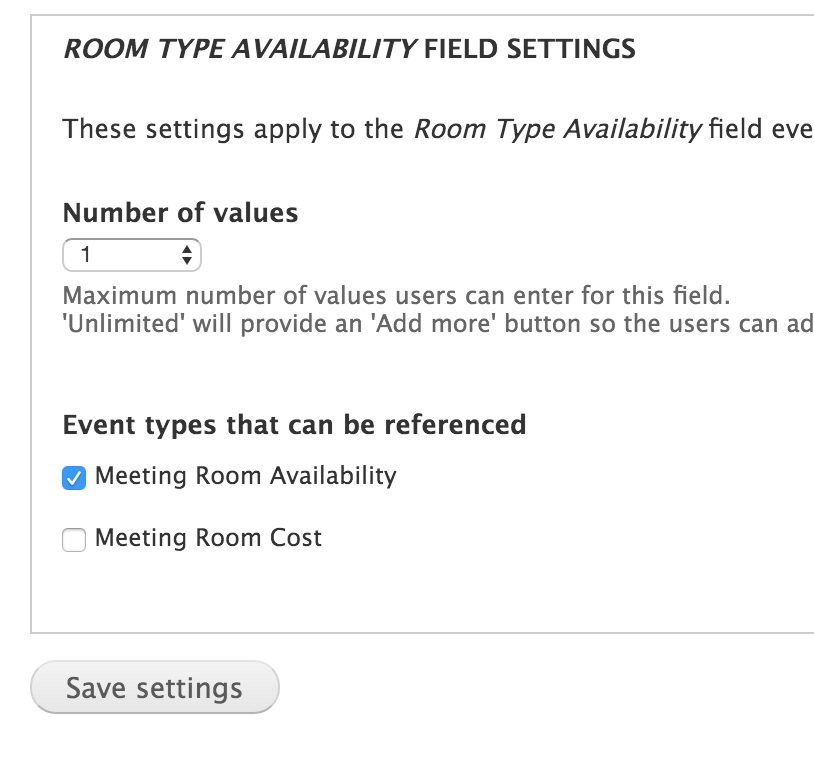 ROOM TYPE AVAILABILITY FIELD SETTINGS
These settings apply to the Room Type Availability field eve
Number of values
1
Maximum number of values users can enter for this field.
'Unlimited' will provide an 'Add more' button so the users can ad
Event types that can be referenced
Meeting Room Availability
Meeting Room Cost
Save settings